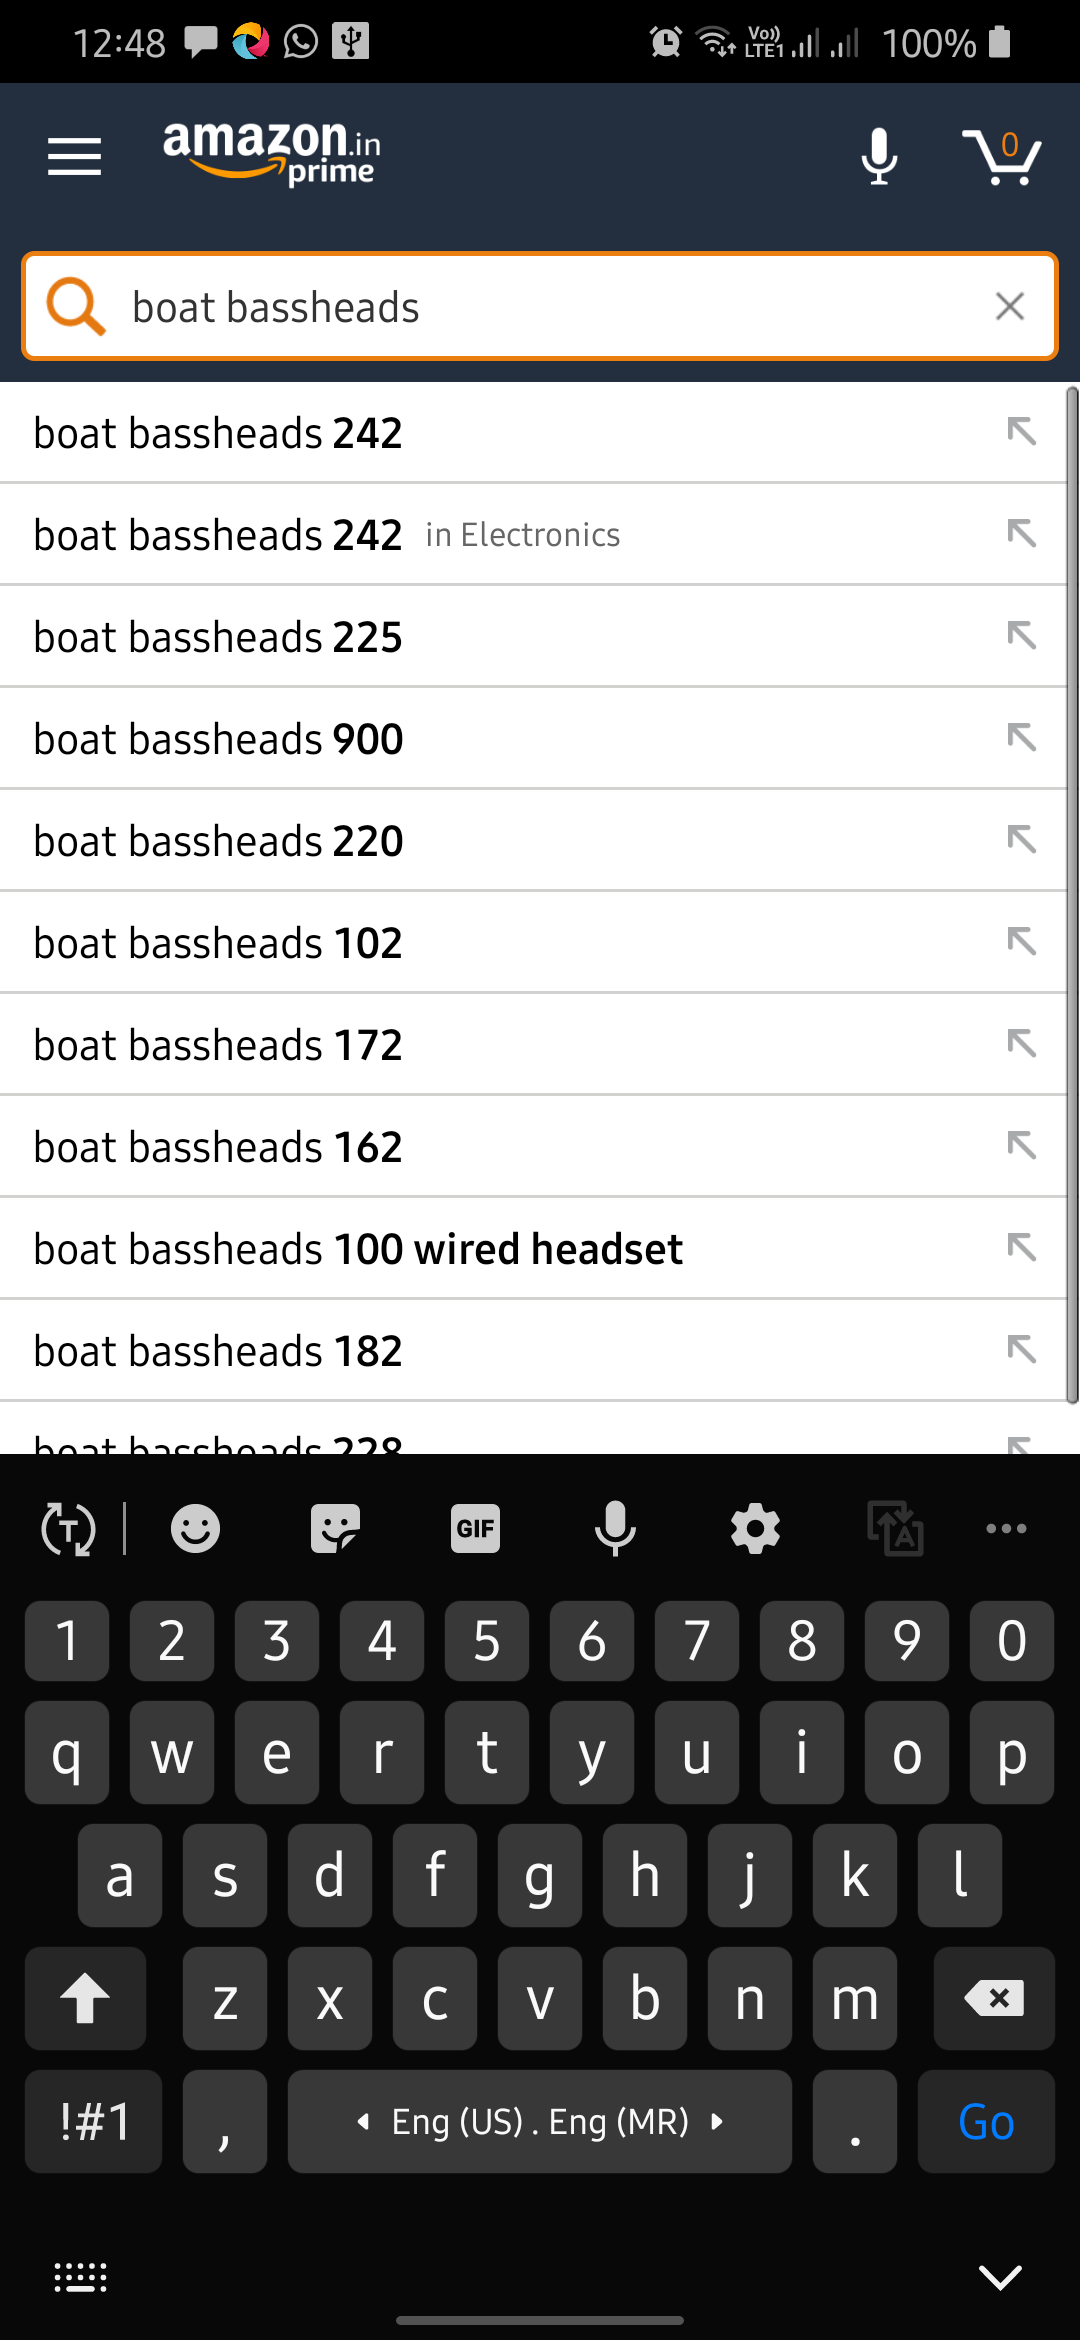 12:48 Vo)) LTE1 100%
amazon.in
prime
0
boat bassheads
boat bassheads 242
boat bassheads 242 in Electronics
boat bassheads 225
boat bassheads 900
boat bassheads 220
boat bassheads 102
boat bassheads 172
boat bassheads 162
boat bassheads 100 wired headset
boat bassheads 182
boat bassheads 228
T GIF A
1 2 3 4 5 6 7 8 9 0
q w e r t y u i o p
a s d f g h j k l
z x c v b n m
!#1 , Eng (US) . Eng (MR) . Go